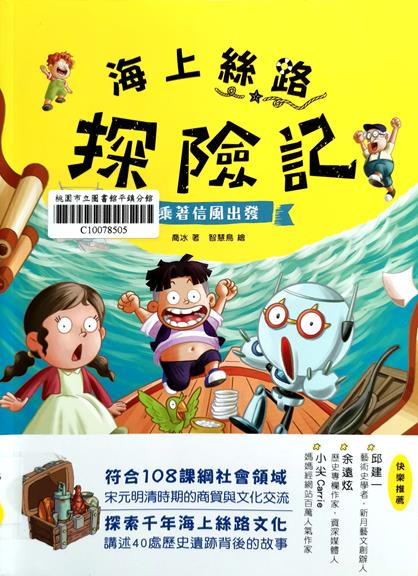 海上絲路
探險記
桃園市立圖書館平鎮分館
C10078505
乘著信風出發
喬冰 著 智慧鳥 繪
快樂推薦
邱建一
藝術史學者・新月藝文創辦人
余遠炫
歷史專欄作家・資深媒體人
小尖Carrie
媽媽經網站百萬人氣作家
符合108課綱社會領域
宋元明清時期的商貿與文化交流
探索千年海上絲路文化
講述40處歷史遺跡背後的故事